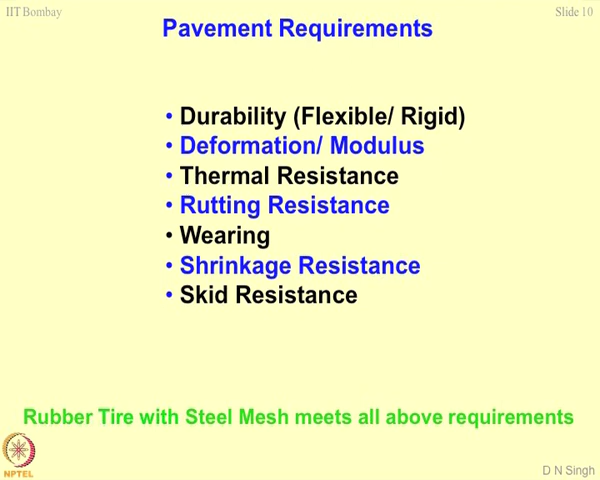 IIT Bombay
Slide 10
Pavement Requirements
• Durability (Flexible/ Rigid)
• Deformation/ Modulus
• Thermal Resistance
• Rutting Resistance
• Wearing
• Shrinkage Resistance
• Skid Resistance
Rubber Tire with Steel Mesh meets all above requirements
NPTEL
D N Singh